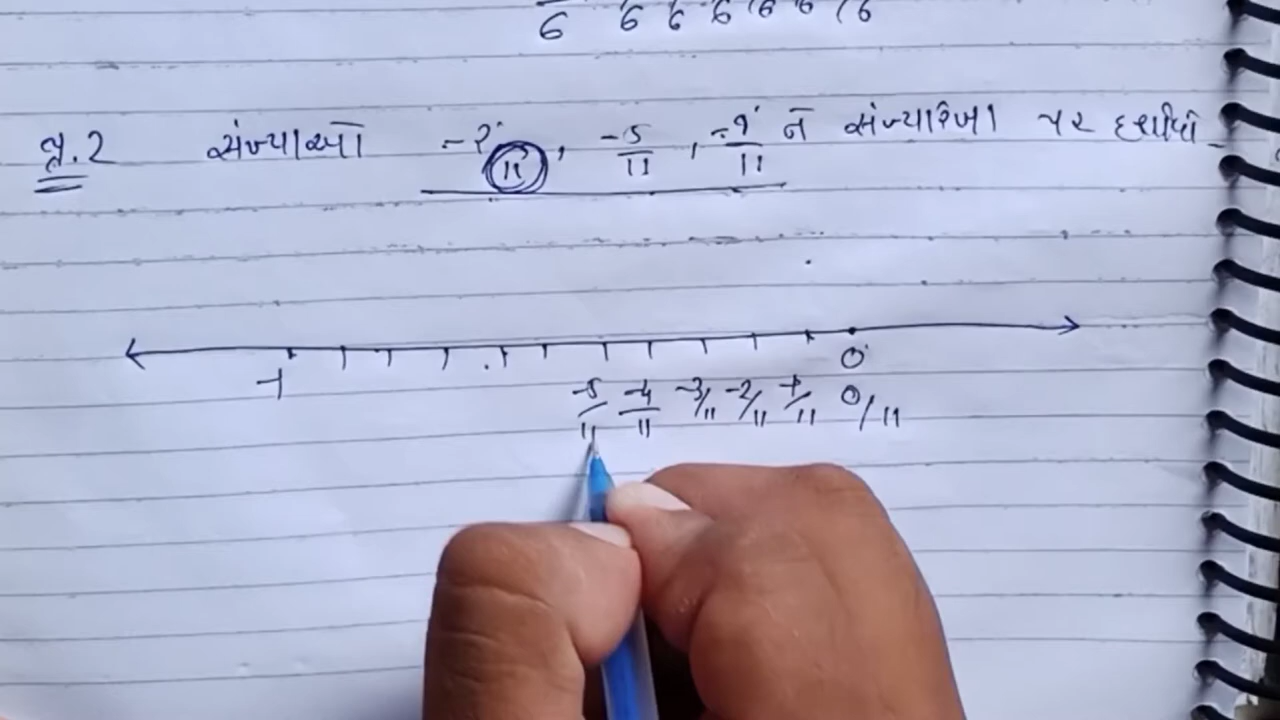 6 6 6 6 6 6 6
પ્ર.2 સંખ્યાઓ -2/11, -5/11, -9/11 ને સંખ્યારેખા પર દર્શાવો
-1 0
-5/11 -4/11 -3/11 -2/11 -1/11 0/11